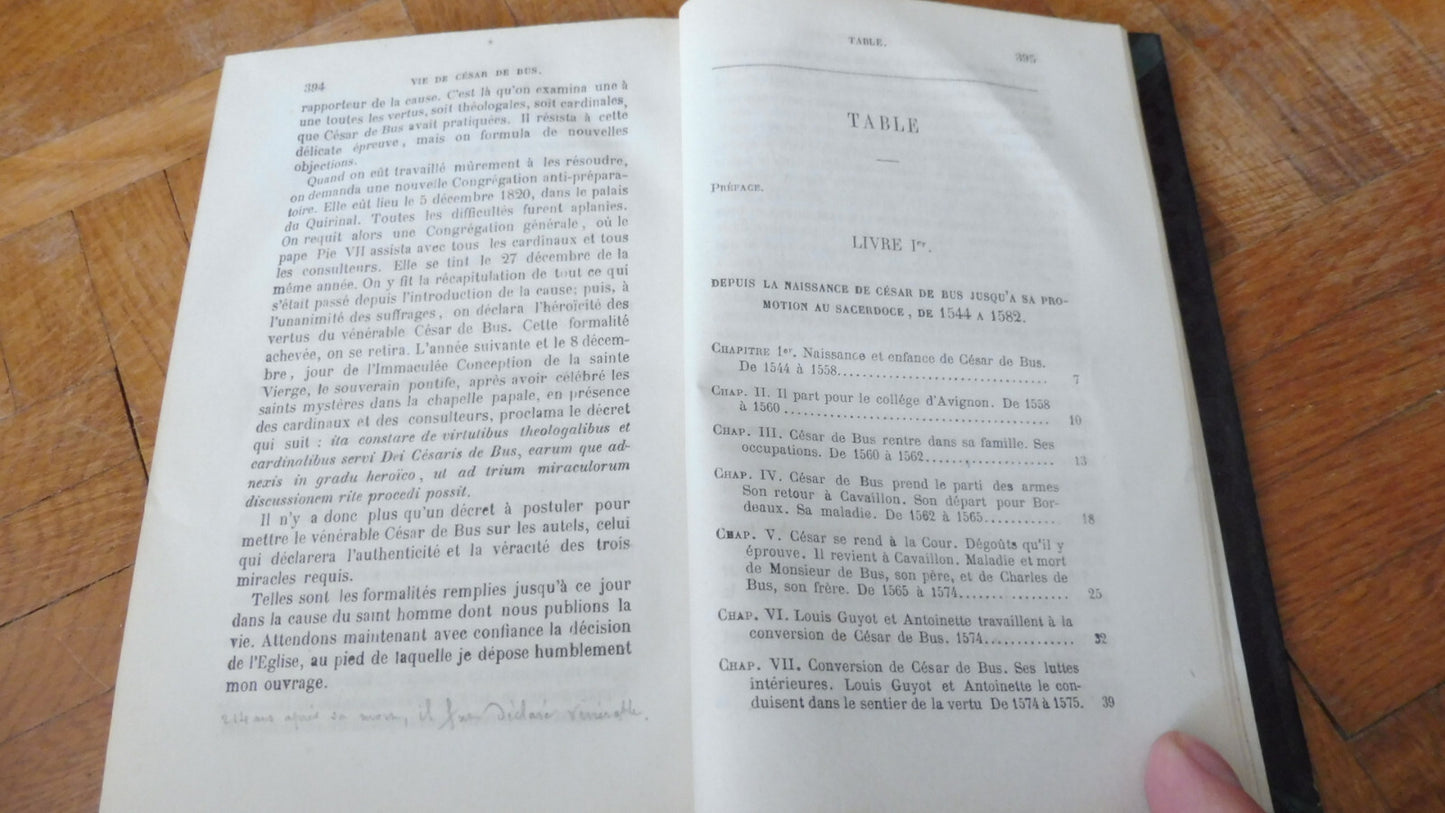 394
VIE DE CÉSAR DE BUS.
rapporteur de la cause. C'est là qu'on examina une à
une toutes les vertus, soit théologales, soit cardinales,
que César de Bus avait pratiquées. Il résista à cette
délicate épreuve, mais on formula de nouvelles
objections.
Quand on eût travaillé mûrement à les résoudre,
on demanda une nouvelle Congrégation anti-prépara-
toire. Elle eût lieu le 5 décembre 1820, dans le palais
du Quirinal. Toutes les difficultés furent aplanies.
On requit alors une Congrégation générale, où le
pape Pie VII assista avec tous les cardinaux et tous
les consulteurs. Elle se tint le 27 décembre de la
même année. On y fit la récapitulation de tout ce qui
s'était passé depuis l'introduction de la cause; puis, à
l'unanimité des suffrages, on déclara l'héroïcité des
vertus du vénérable César de Bus. Cette formalité
achevée, on se retira. L'année suivante et le 8 décem-
bre, jour de l'Immaculée Conception de la sainte
Vierge, le souverain pontife, après avoir célébré les
saints mystères dans la chapelle papale, en présence
des cardinaux et des consulteurs, proclama le décret
qui suit : ita constare de virtutibus theologalibus et
cardinalibus servi Dei Césaris de Bus, earum que ad-
nexis in gradu heroïco, ut ad trium miraculorum
discussionem rite procedi possit.
Il n'y a donc plus qu'un décret à postuler pour
mettre le vénérable César de Bus sur les autels, celui
qui déclarera l'authenticité et la véracité des trois
miracles requis.
Telles sont les formalités remplies jusqu'à ce jour
dans la cause du saint homme dont nous publions la
vie. Attendons maintenant avec confiance la décision
de l'Eglise, au pied de laquelle je dépose humblement
mon ouvrage.
214 ans après sa mort, il fut déclaré vénérable.
TABLE.
395
TABLE
PRÉFACE.
LIVRE Ier.
DEPUIS LA NAISSANCE DE CÉSAR DE BUS JUSQU'A SA PRO-
MOTION AU SACERDOCE, DE 1544 A 1582.
CHAPITRE 1er. Naissance et enfance de César de Bus.
De 1544 à 1558........................ 7
CHAP. II. Il part pour le collége d'Avignon. De 1558
à 1560........................ 10
CHAP. III. César de Bus rentre dans sa famille. Ses
occupations. De 1560 à 1562................ 13
CHAP. IV. César de Bus prend le parti des armes
Son retour à Cavaillon. Son départ pour Bor-
deaux. Sa maladie. De 1562 à 1565........... 18
CHAP. V. César se rend à la Cour. Dégoûts qu'il y
éprouve. Il revient à Cavaillon. Maladie et mort
de Monsieur de Bus, son père, et de Charles de
Bus, son frère. De 1565 à 1574................ 25
CHAP. VI. Louis Guyot et Antoinette travaillent à la
conversion de César de Bus. 1574............. 32
CHAP. VII. Conversion de César de Bus. Ses luttes
intérieures. Louis Guyot et Antoinette le con-
duisent dans le sentier de la vertu De 1574 à 1575. 39